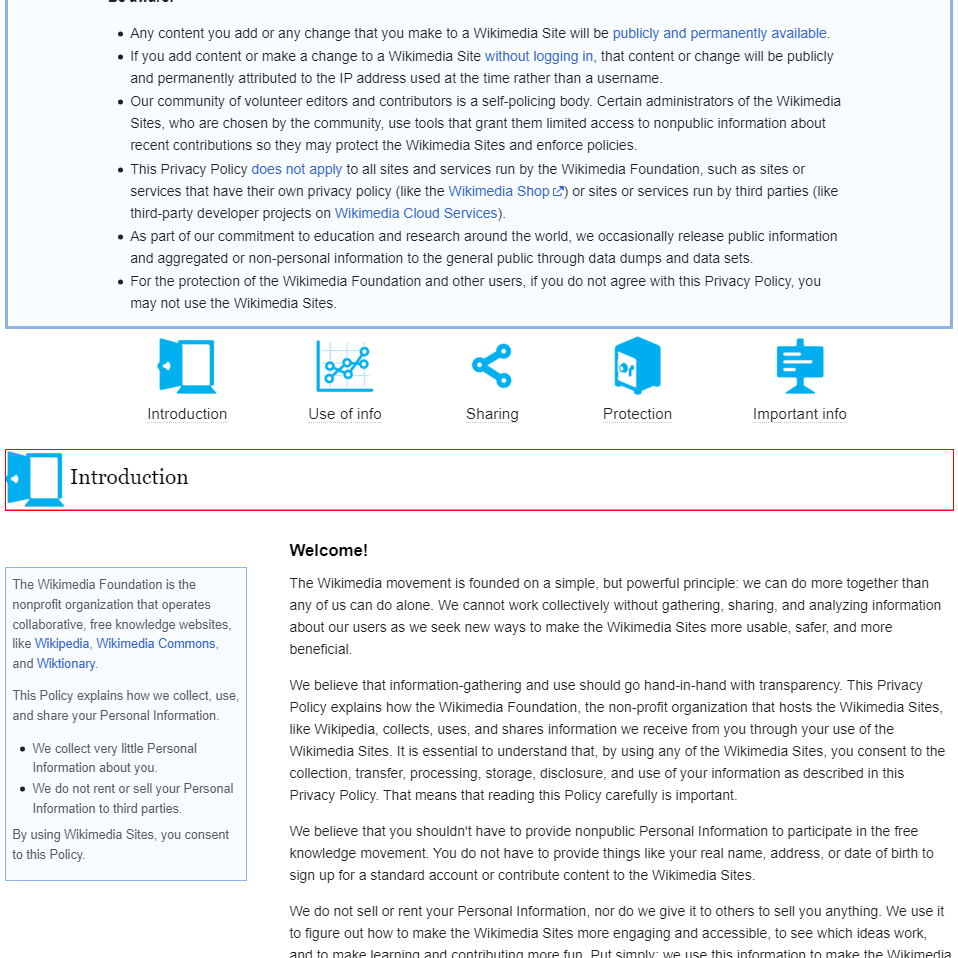 Be aware:
Any content you add or any change that you make to a Wikimedia Site will be publicly and permanently available.
If you add content or make a change to a Wikimedia Site without logging in, that content or change will be publicly
and permanently attributed to the IP address used at the time rather than a username.
Our community of volunteer editors and contributors is a self-policing body. Certain administrators of the Wikimedia
Sites, who are chosen by the community, use tools that grant them limited access to nonpublic information about
recent contributions so they may protect the Wikimedia Sites and enforce policies.
This Privacy Policy does not apply to all sites and services run by the Wikimedia Foundation, such as sites or
services that have their own privacy policy (like the Wikimedia Shop) or sites or services run by third parties (like
third-party developer projects on Wikimedia Cloud Services).
As part of our commitment to education and research around the world, we occasionally release public information
and aggregated or non-personal information to the general public through data dumps and data sets.
For the protection of the Wikimedia Foundation and other users, if you do not agree with this Privacy Policy, you
may not use the Wikimedia Sites.
Introduction
Use of info
Sharing
Protection
Important info
Introduction
The Wikimedia Foundation is the
nonprofit organization that operates
collaborative, free knowledge websites,
like Wikipedia, Wikimedia Commons,
and Wiktionary.
This Policy explains how we collect, use,
and share your Personal Information.
We collect very little Personal
Information about you.
We do not rent or sell your Personal
Information to third parties.
By using Wikimedia Sites, you consent
to this Policy.
Welcome!
The Wikimedia movement is founded on a simple, but powerful principle: we can do more together than
any of us can do alone. We cannot work collectively without gathering, sharing, and analyzing information
about our users as we seek new ways to make the Wikimedia Sites more usable, safer, and more
beneficial.
We believe that information-gathering and use should go hand-in-hand with transparency. This Privacy
Policy explains how the Wikimedia Foundation, the non-profit organization that hosts the Wikimedia Sites,
like Wikipedia, collects, uses, and shares information we receive from you through your use of the
Wikimedia Sites. It is essential to understand that, by using any of the Wikimedia Sites, you consent to the
collection, transfer, processing, storage, disclosure, and use of your information as described in this
Privacy Policy. That means that reading this Policy carefully is important.
We believe that you shouldn't have to provide nonpublic Personal Information to participate in the free
knowledge movement. You do not have to provide things like your real name, address, or date of birth to
sign up for a standard account or contribute content to the Wikimedia Sites.
We do not sell or rent your Personal Information, nor do we give it to others to sell you anything. We use it
to figure out how to make the Wikimedia Sites more engaging and accessible, to see which ideas work,
and to make learning and contributing more fun. Put simply: we use this information to make the Wikimedia